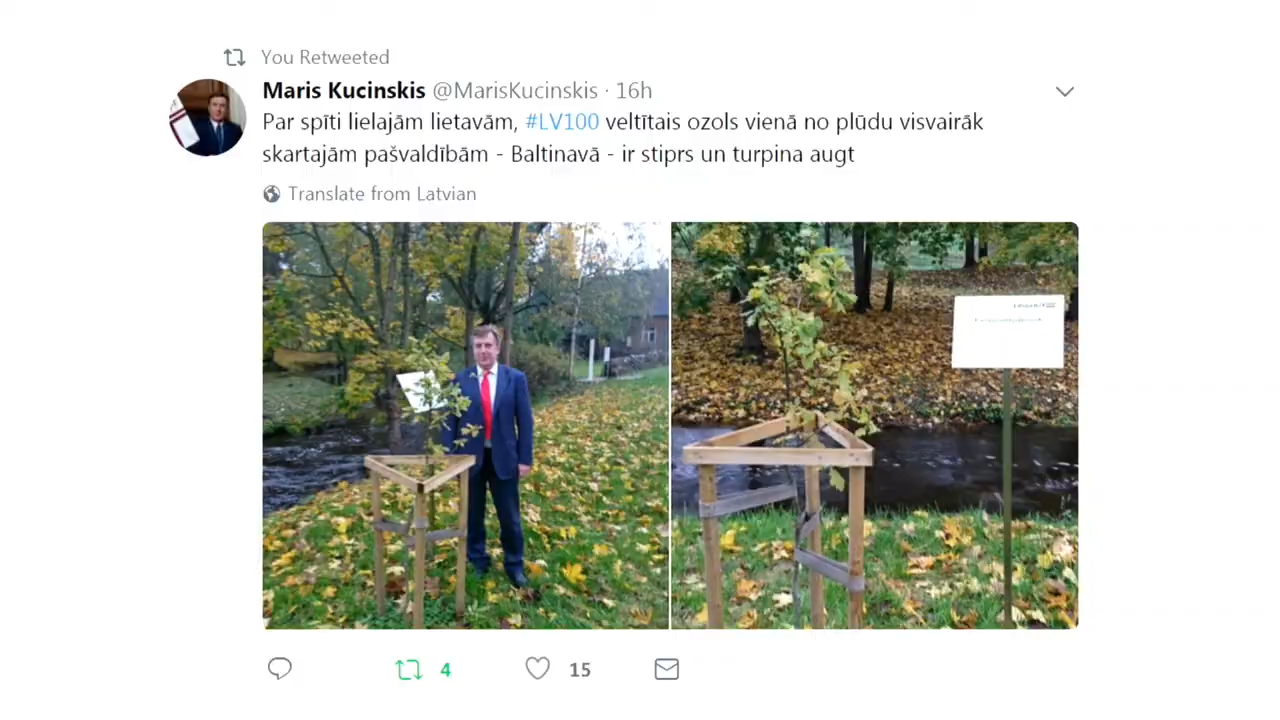 You Retweeted
Maris Kucinskis @MarisKucinskis · 16h
Par spīti lielajām lietavām, #LV100 veltītais ozols vienā no plūdu visvairāk
skartajām pašvaldībām - Baltinavā - ir stiprs un turpina augt
Translate from Latvian
4
15